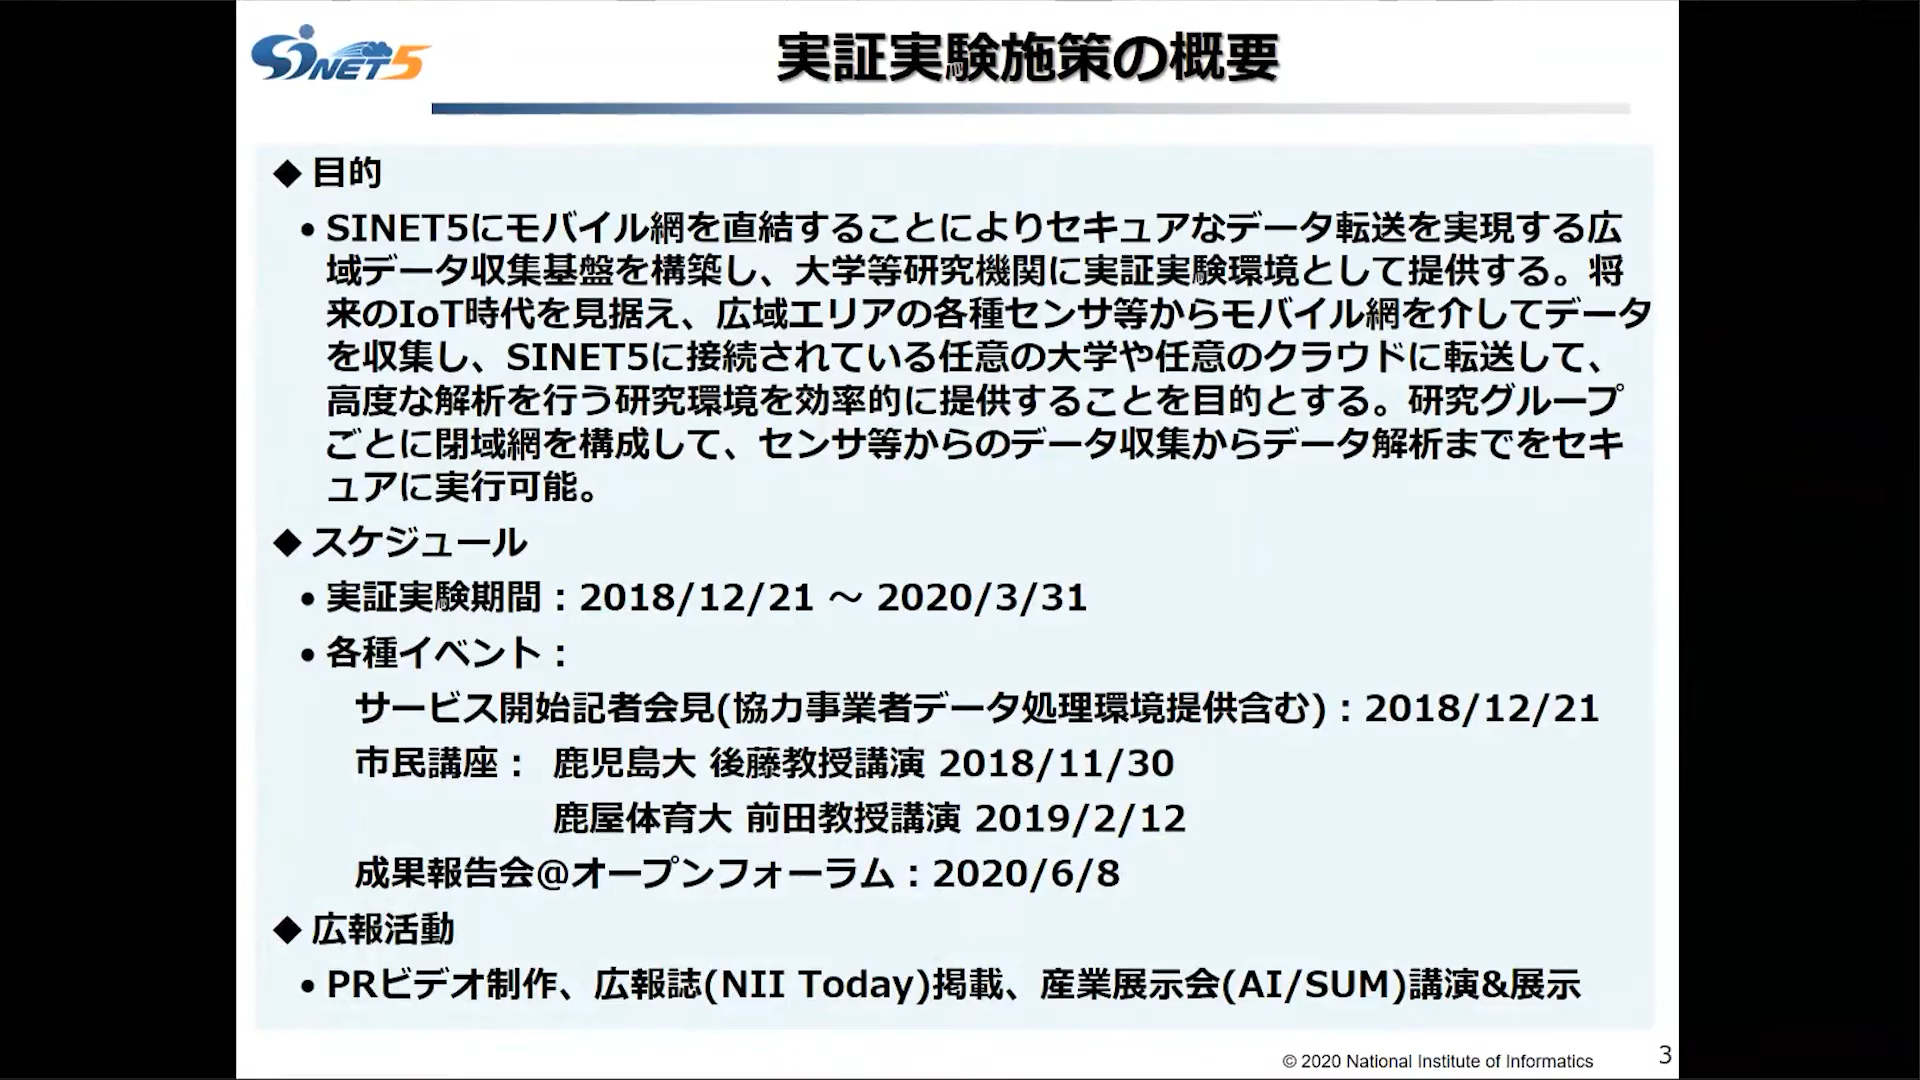 SINET5
実証実験施策の概要
◆ 目的
• SINET5にモバイル網を直結することによりセキュアなデータ転送を実現する広
域データ収集基盤を構築し、大学等研究機関に実証実験環境として提供する。将
来のIoT時代を見据え、広域エリアの各種センサ等からモバイル網を介してデータ
を収集し、SINET5に接続されている任意の大学や任意のクラウドに転送して、
高度な解析を行う研究環境を効率的に提供することを目的とする。研究グループ
ごとに閉域網を構成して、センサ等からのデータ収集からデータ解析までをセキ
ュアに実行可能。
◆ スケジュール
• 実証実験期間：2018/12/21 ～ 2020/3/31
• 各種イベント：
サービス開始記者会見(協力事業者データ処理環境提供含む)：2018/12/21
市民講座： 鹿児島大 後藤教授講演 2018/11/30
鹿屋体育大 前田教授講演 2019/2/12
成果報告会@オープンフォーラム：2020/6/8
◆ 広報活動
• PRビデオ制作、広報誌(NII Today)掲載、産業展示会(AI/SUM)講演&展示
© 2020 National Institute of Informatics
3